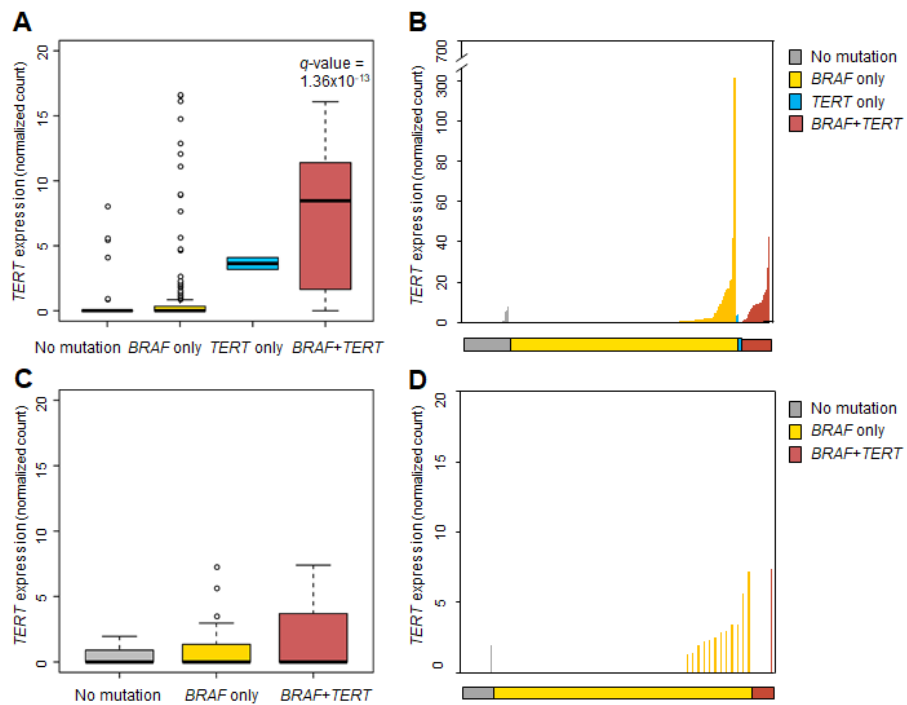 A
TERT expression (normalized count)
20
15
10
5
0
q-value =
1.36x10⁻¹³
No mutation BRAF only TERT only BRAF+TERT
B
TERT expression (normalized count)
700
300
100
80
60
40
20
0
No mutation
BRAF only
TERT only
BRAF+TERT
C
TERT expression (normalized count)
20
15
10
5
0
No mutation BRAF only BRAF+TERT
D
TERT expression (normalized count)
20
15
10
5
0
No mutation
BRAF only
BRAF+TERT